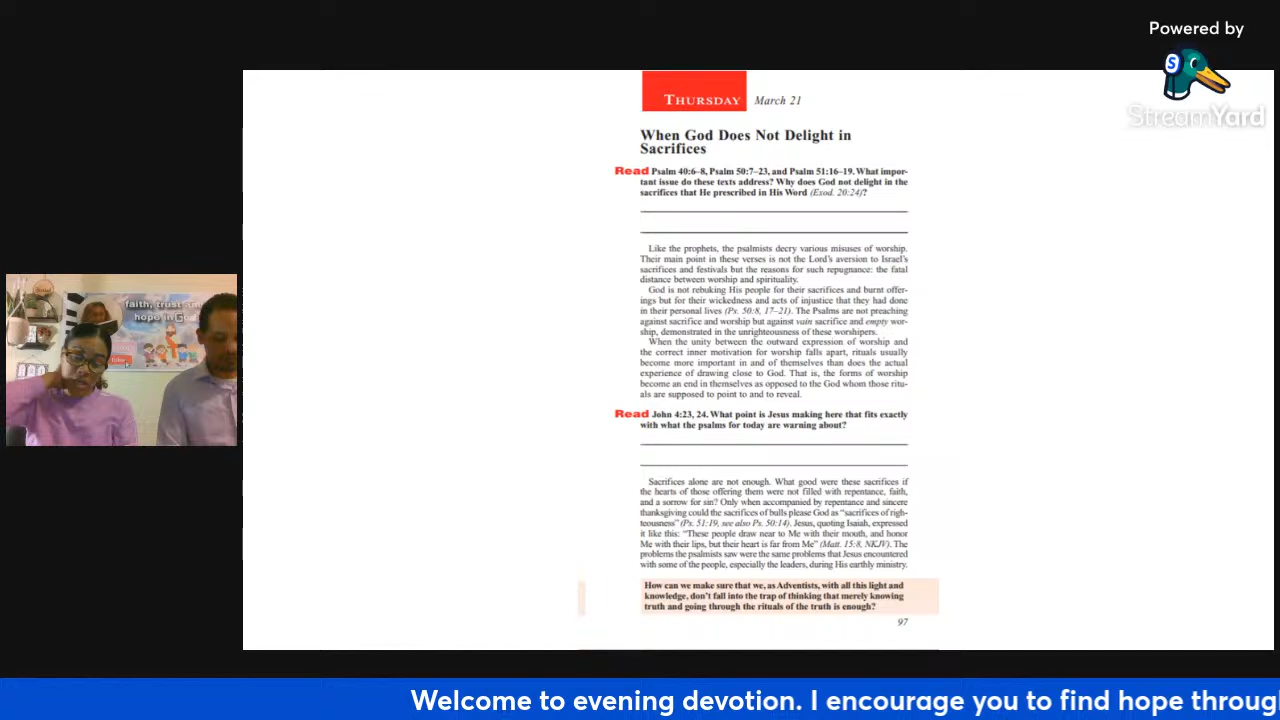 Powered by
S
StreamYard
THURSDAY March 21
When God Does Not Delight in
Sacrifices
Read Psalm 40:6–8, Psalm 50:7–23, and Psalm 51:16–19. What impor-
tant issue do these texts address? Why does God not delight in the
sacrifices that He prescribed in His Word (Exod. 20:24)?
Like the prophets, the psalmists decry various misuses of worship.
Their main point in these verses is not the Lord's aversion to Israel's
sacrifices and festivals but the reasons for such repugnance: the fatal
distance between worship and spirituality.
God is not rebuking His people for their sacrifices and burnt offer-
ings but for their wickedness and acts of injustice that they had done
in their personal lives (Ps. 50:8, 17–21). The Psalms are not preaching
against sacrifice and worship but against vain sacrifice and empty wor-
ship, demonstrated in the unrighteousness of these worshipers.
When the unity between the outward expression of worship and
the correct inner motivation for worship falls apart, rituals usually
become more important in and of themselves than does the actual
experience of drawing close to God. That is, the forms of worship
become an end in themselves as opposed to the God whom those ritu-
als are supposed to point to and to reveal.
Read John 4:23, 24. What point is Jesus making here that fits exactly
with what the psalms for today are warning about?
Sacrifices alone are not enough. What good were these sacrifices if
the hearts of those offering them were not filled with repentance, faith,
and a sorrow for sin? Only when accompanied by repentance and sincere
thanksgiving could the sacrifices of bulls please God as “sacrifices of righ-
teousness” (Ps. 51:19, see also Ps. 50:14). Jesus, quoting Isaiah, expressed
it like this: “These people draw near to Me with their mouth, and honor
Me with their lips, but their heart is far from Me” (Matt. 15:8, NKJV). The
problems the psalmists saw were the same problems that Jesus encountered
with some of the people, especially the leaders, during His earthly ministry.
How can we make sure that we, as Adventists, with all this light and
knowledge, don't fall into the trap of thinking that merely knowing
truth and going through the rituals of the truth is enough?
97
faith, trust and
hope in God
Welcome to evening devotion. I encourage you to find hope throug